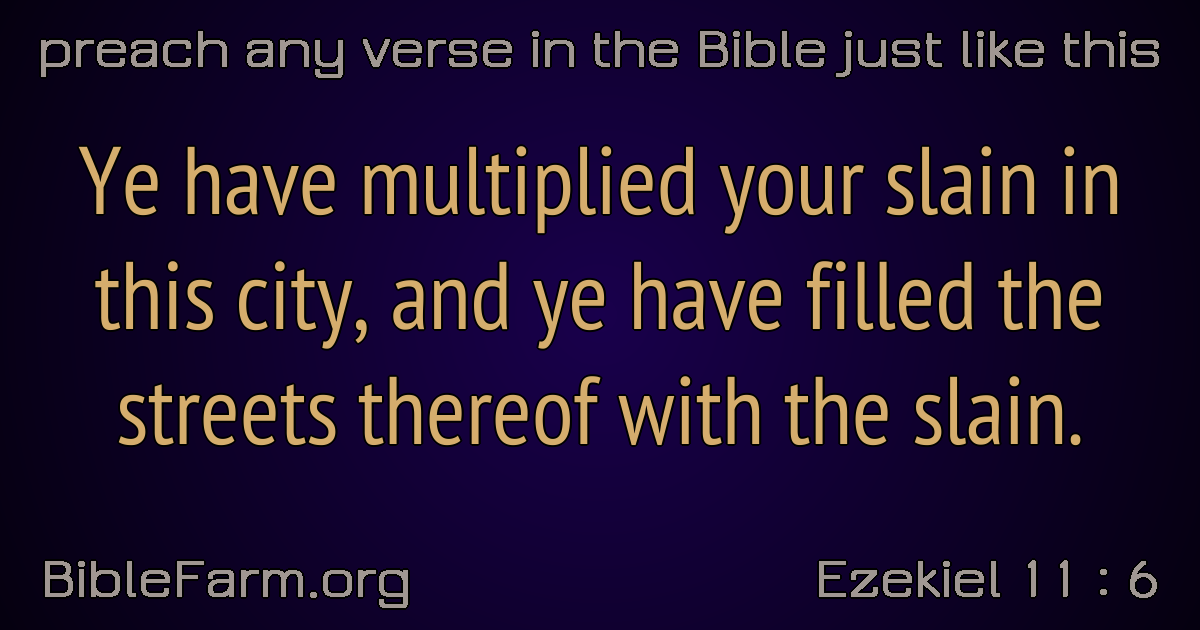 preach any verse in the Bible just like this
Ye have multiplied your slain in
this city, and ye have filled the
streets thereof with the slain.
BibleFarm.org
Ezekiel 11 : 6